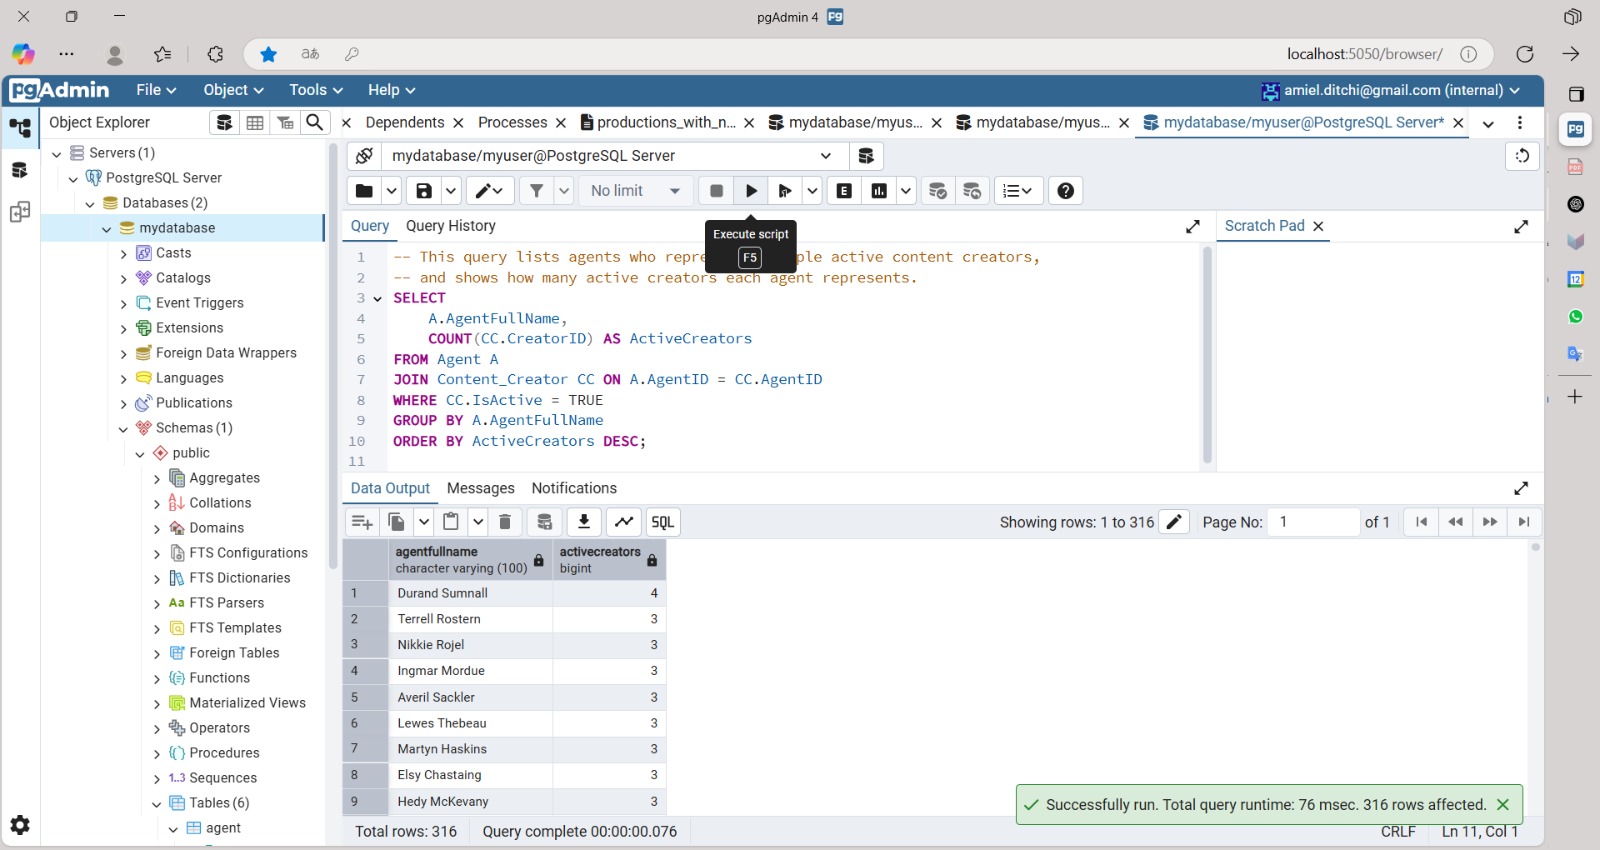 pgAdmin 4
localhost:5050/browser/
pgAdmin File Object Tools Help amiel.ditchi@gmail.com (internal)
Object Explorer
Dependents Processes productions_with_n... mydatabase/myus... mydatabase/myus... mydatabase/myuser@PostgreSQL Server*
Servers (1)
PostgreSQL Server
Databases (2)
mydatabase
Casts
Catalogs
Event Triggers
Extensions
Foreign Data Wrappers
Languages
Publications
Schemas (1)
public
Aggregates
Collations
Domains
FTS Configurations
FTS Dictionaries
FTS Parsers
FTS Templates
Foreign Tables
Functions
Materialized Views
Operators
Procedures
Sequences
Tables (6)
agent
mydatabase/myuser@PostgreSQL Server
No limit
Query Query History
Scratch Pad
Execute script
F5
1 -- This query lists agents who repre ple active content creators,
2 -- and shows how many active creators each agent represents.
3 SELECT
4 A.AgentFullName,
5 COUNT(CC.CreatorID) AS ActiveCreators
6 FROM Agent A
7 JOIN Content_Creator CC ON A.AgentID = CC.AgentID
8 WHERE CC.IsActive = TRUE
9 GROUP BY A.AgentFullName
10 ORDER BY ActiveCreators DESC;
11
Data Output Messages Notifications
SQL
Showing rows: 1 to 316 Page No: 1 of 1
agentfullname activecreators
character varying (100) bigint
1 Durand Sumnall 4
2 Terrell Rostern 3
3 Nikkie Rojel 3
4 Ingmar Mordue 3
5 Averil Sackler 3
6 Lewes Thebeau 3
7 Martyn Haskins 3
8 Elsy Chastaing 3
9 Hedy McKevany 3
Successfully run. Total query runtime: 76 msec. 316 rows affected.
Total rows: 316 Query complete 00:00:00.076 CRLF Ln 11, Col 1